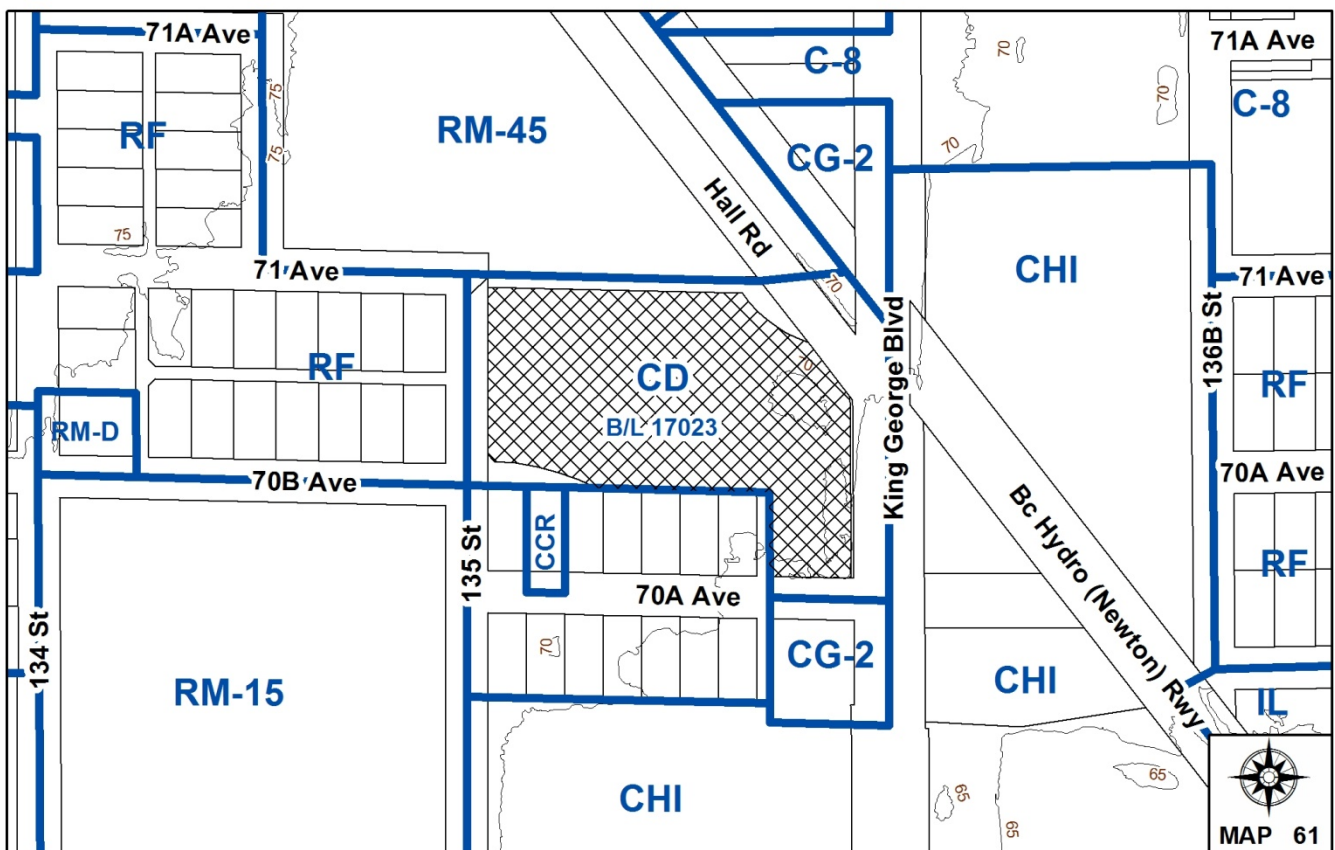 71A Ave
C-8
70
71A Ave
75
70
C-8
RF
RM-45
75
CG-2
70
Hall Rd
75
71 Ave
70
CHI
71 Ave
King George Blvd
136B St
RF
CD
70
B/L 17023
RF
RM-D
70B Ave
70A Ave
135 St
CCR
Bc Hydro (Newton) Rwy
RF
70A Ave
134 St
70
RM-15
CG-2
CHI
IL
CHI
65
65
65
MAP 61